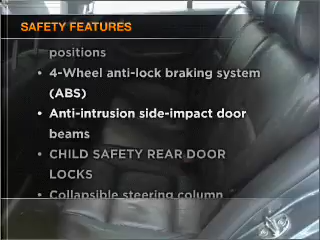 SAFETY FEATURES
positions
• 4-Wheel anti-lock braking system
(ABS)
• Anti-intrusion side-impact door
beams
• CHILD SAFETY REAR DOOR
LOCKS
• Collapsible steering column